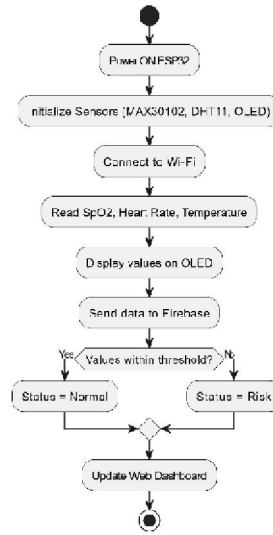 Power ON ESP32
Initialize Sensors (MAX30102, DHT11, OLED)
Connect to Wi-Fi
Read SpO2, Heart Rate, Temperature
Display values on OLED
Send data to Firebase
Yes
Values within threshold?
No
Status = Normal
Status = Risk
Update Web Dashboard